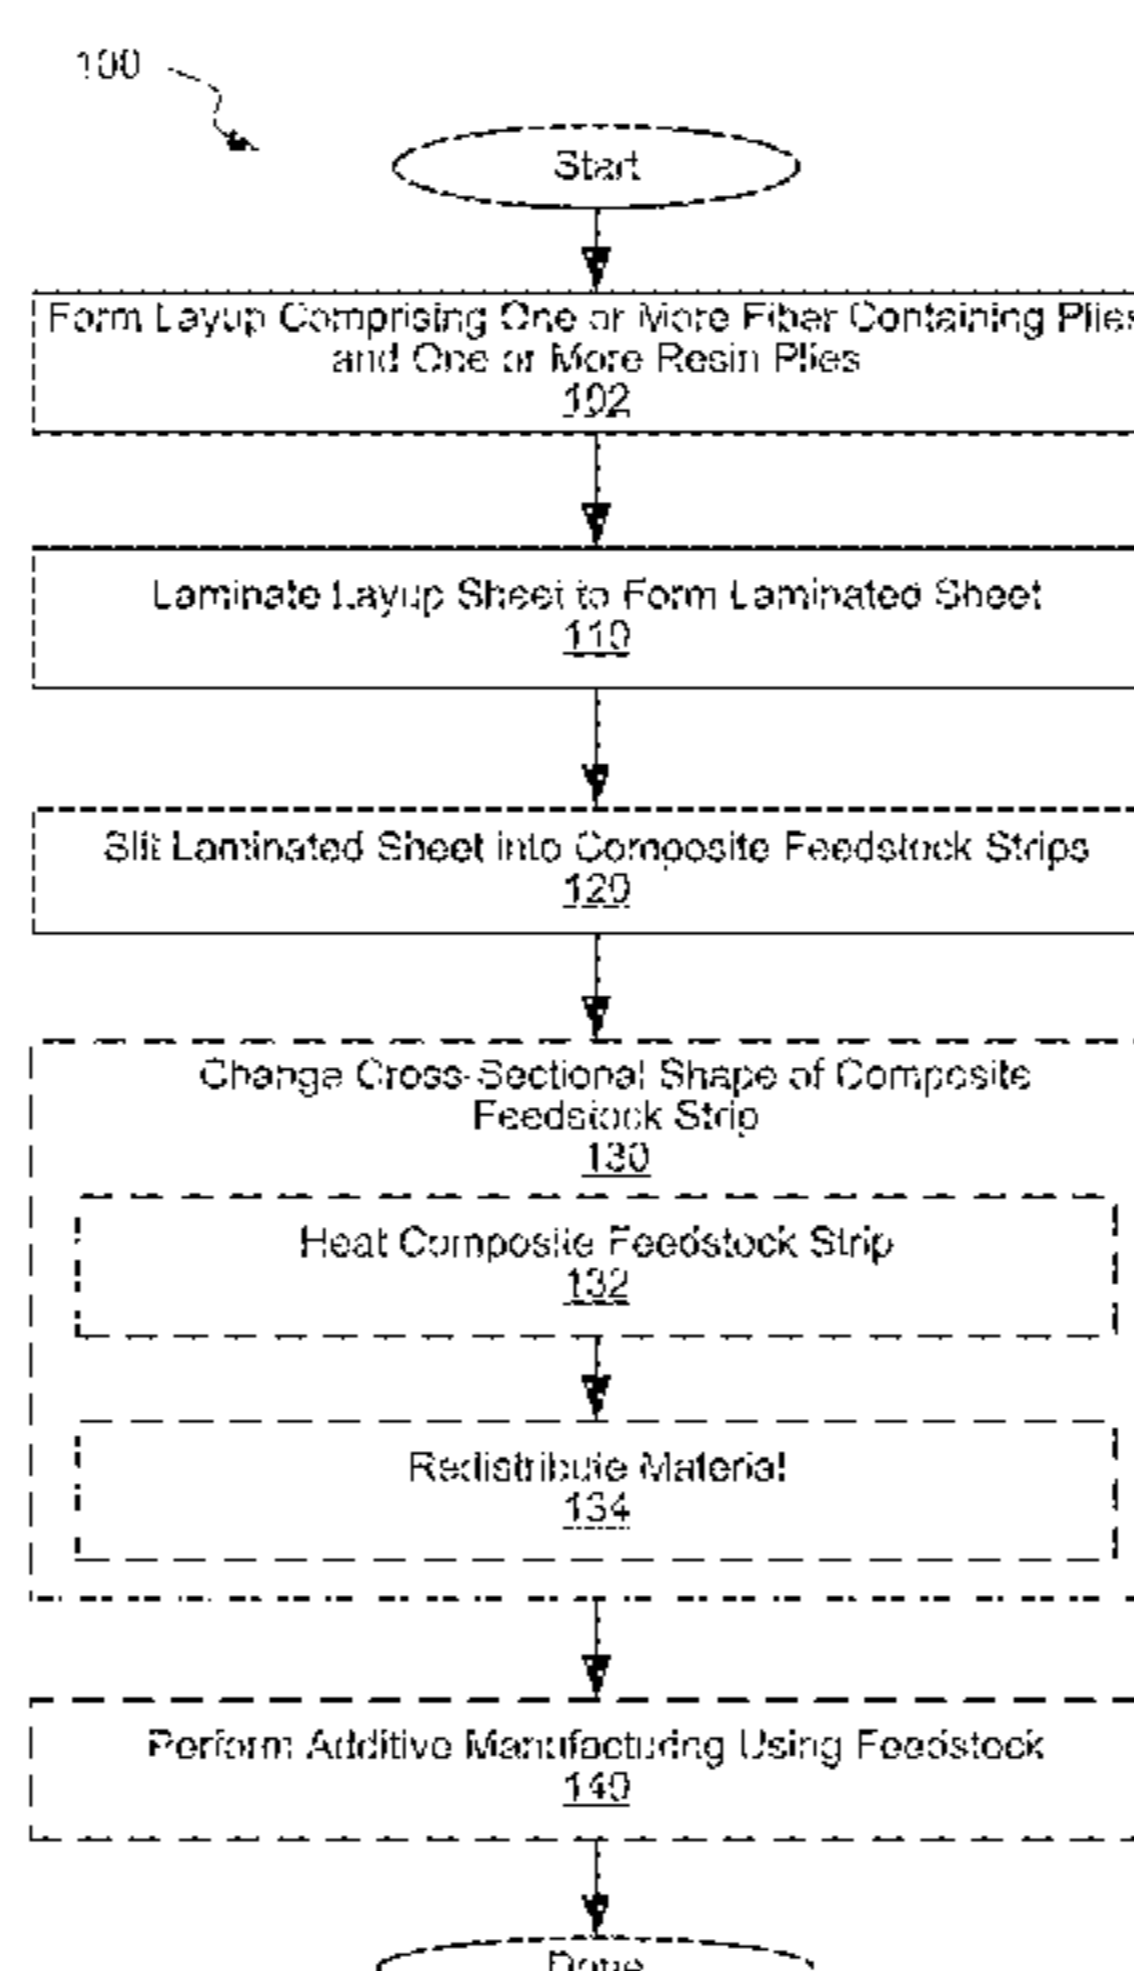 100
Start
Form Layup Comprising One or More Fiber Containing Plies
and One or More Resin Plies
102
Laminate Layup Sheet to Form Laminated Sheet
110
Slit Laminated Sheet into Composite Feedstock Strips
120
Change Cross-Sectional Shape of Composite
Feedstock Strip
130
Heat Composite Feedstock Strip
132
Redistribute Material
134
Perform Additive Manufacturing Using Feedstock
140
Done